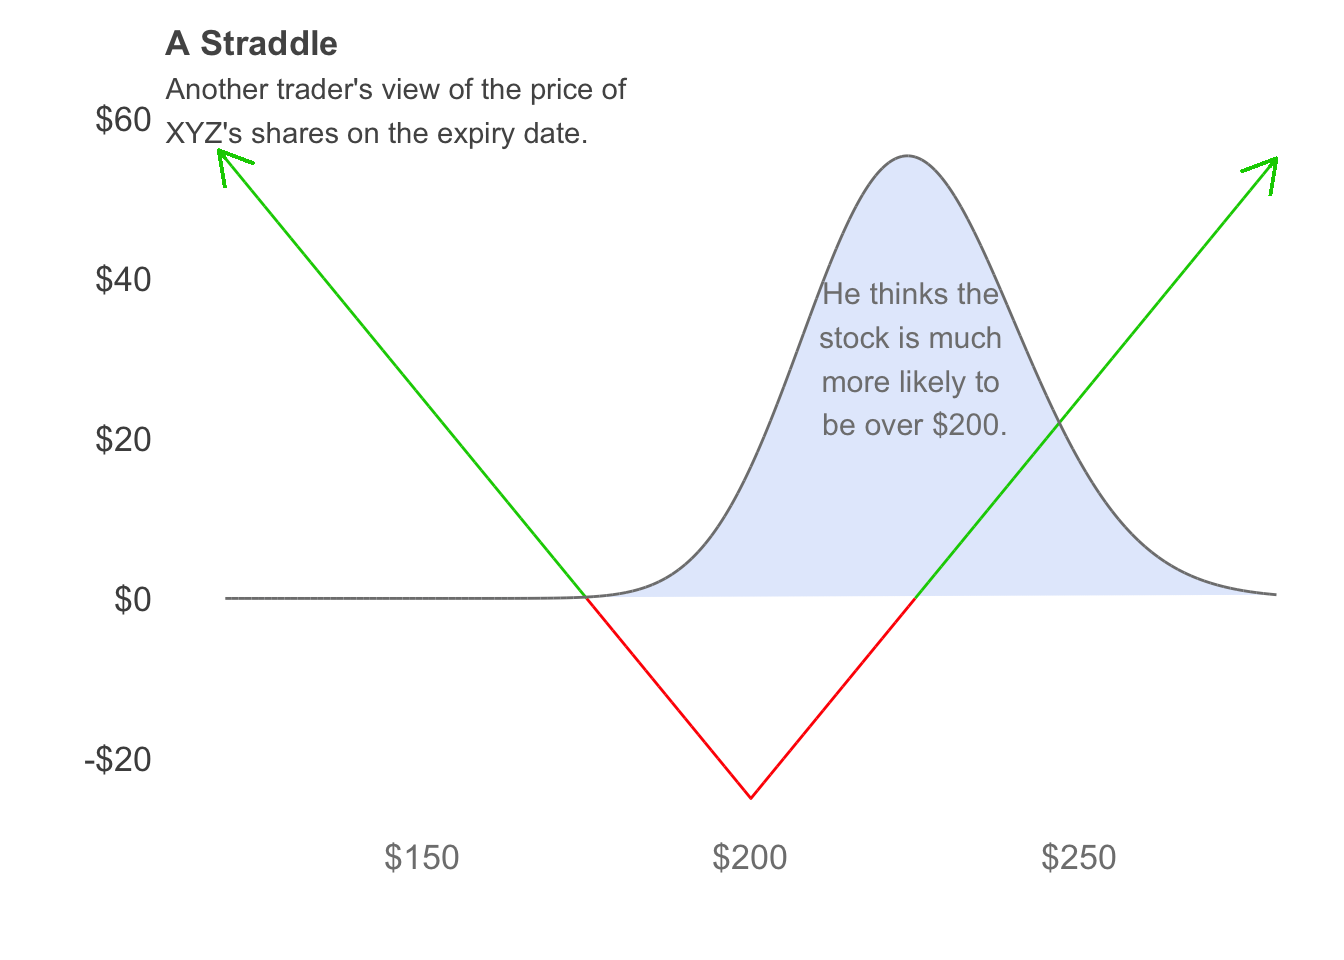 A Straddle
Another trader's view of the price of
XYZ's shares on the expiry date.
$60
$40
$20
$0
-$20
He thinks the
stock is much
more likely to
be over $200.
$150
$200
$250